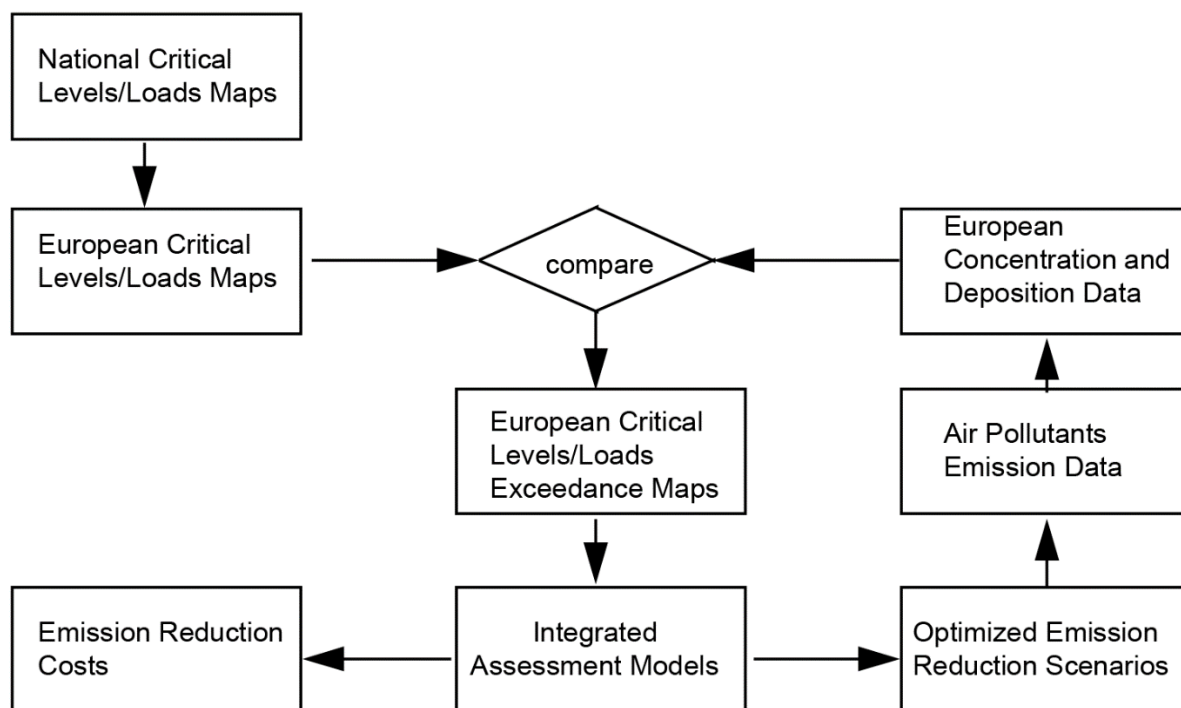 National Critical
Levels/Loads Maps
European Critical
Levels/Loads Maps
compare
European
Concentration and
Deposition Data
European Critical
Levels/Loads
Exceedance Maps
Air Pollutants
Emission Data
Emission Reduction
Costs
Integrated
Assessment Models
Optimized Emission
Reduction Scenarios